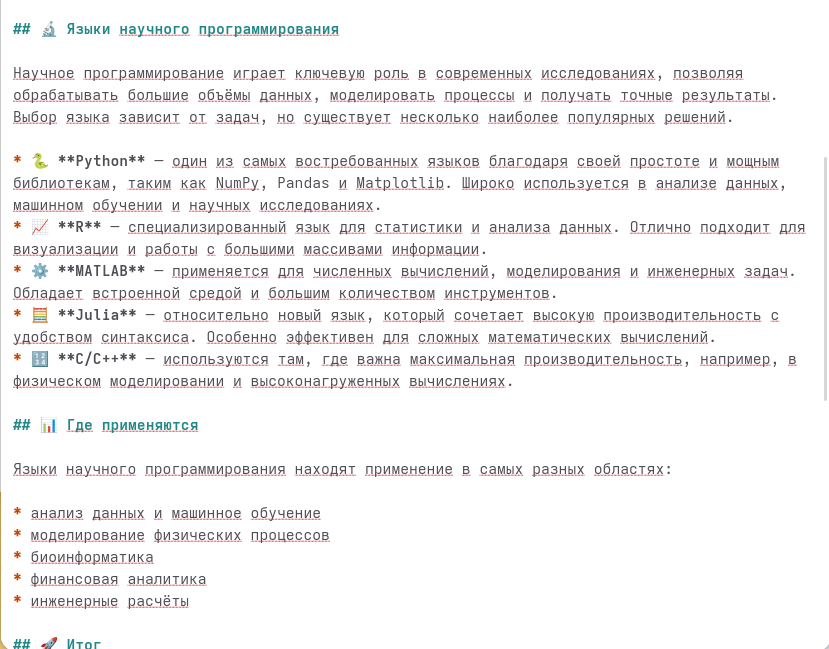 ## 🔬 Языки научного программирования
Научное программирование играет ключевую роль в современных исследованиях, позволяя
обрабатывать большие объёмы данных, моделировать процессы и получать точные результаты.
Выбор языка зависит от задач, но существует несколько наиболее популярных решений.
* 🐍 **Python** — один из самых востребованных языков благодаря своей простоте и мощным
библиотекам, таким как NumPy, Pandas и Matplotlib. Широко используется в анализе данных,
машинном обучении и научных исследованиях.
* 📈 **R** — специализированный язык для статистики и анализа данных. Отлично подходит для
визуализации и работы с большими массивами информации.
* ⚙️ **MATLAB** — применяется для численных вычислений, моделирования и инженерных задач.
Обладает встроенной средой и большим количеством инструментов.
* 🧮 **Julia** — относительно новый язык, который сочетает высокую производительность с
удобством синтаксиса. Особенно эффективен для сложных математических вычислений.
* 🔢 **C/C++** — используются там, где важна максимальная производительность, например, в
физическом моделировании и высоконагруженных вычислениях.
## 📊 Где применяются
Языки научного программирования находят применение в самых разных областях:
* анализ данных и машинное обучение
* моделирование физических процессов
* биоинформатика
* финансовая аналитика
* инженерные расчёты
## 🚀 Итог